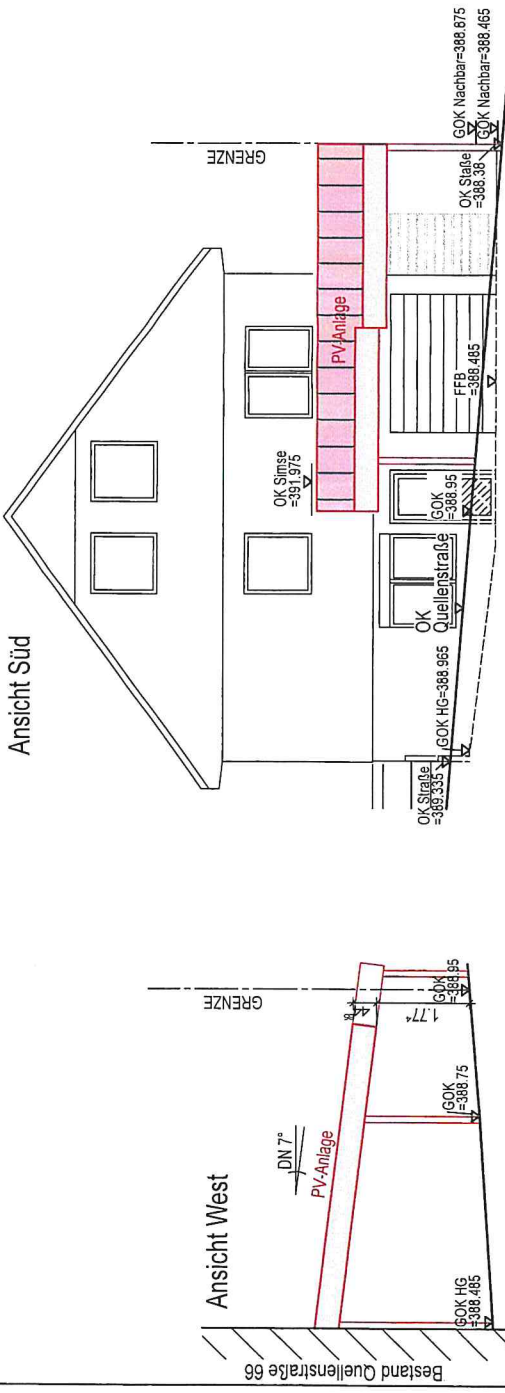 Ansicht West
DN 7°
PV-Anlage
GRENZE
44
1.77⁴
GOK
=388.95
GOK
=388.75
GOK HG
=388.485
Bestand Quellenstraße 66
Ansicht Süd
GRENZE
PV-Anlage
OK Simse
=391.975
GOK Nachbar=388.875
GOK Nachbar=388.465
OK Staße
=388.38
FFB
=388.485
GOK
=388.95
OK
Quellenstraße
GOK HG=388.965
OK Straße
=389.335